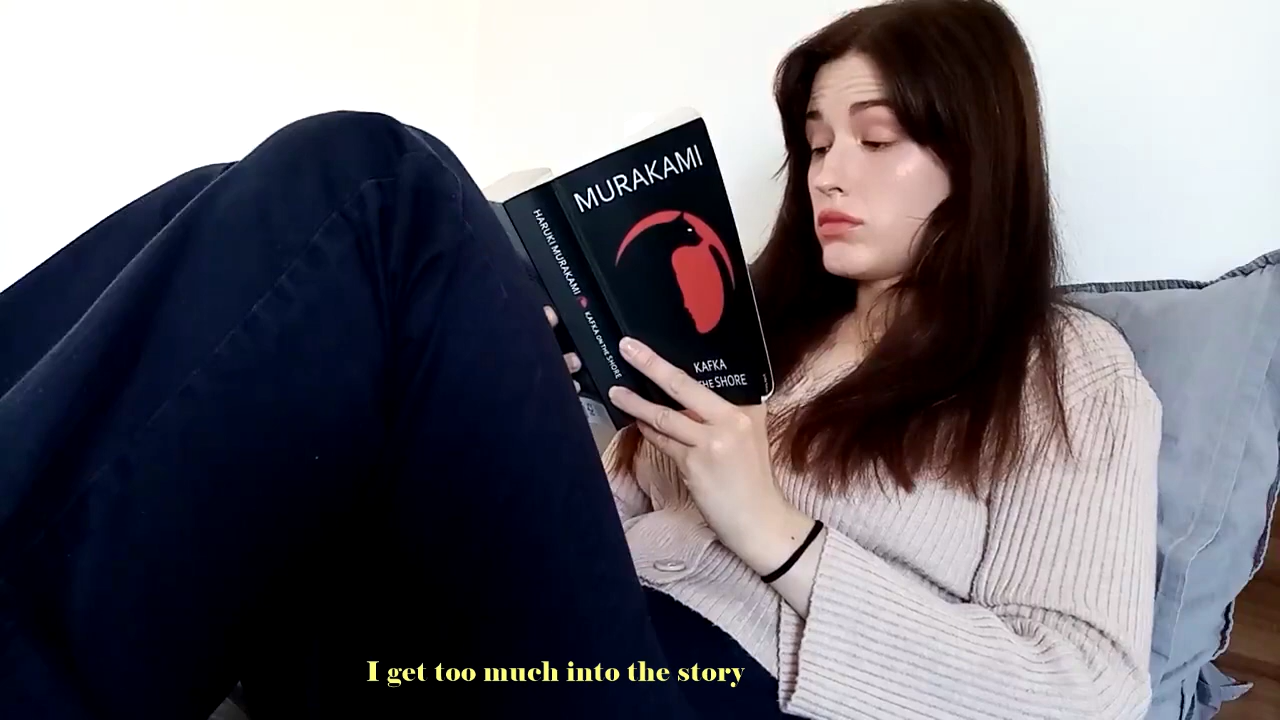 MURAKAMI
HARUKI MURAKAMI KAFKA ON THE SHORE
KAFKA
THE SHORE
I get too much into the story